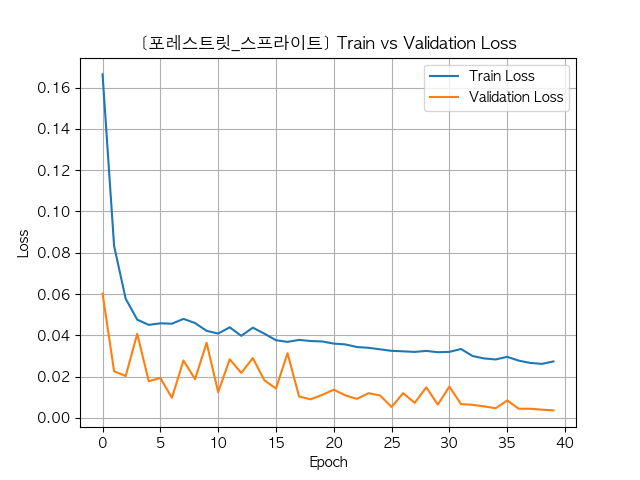 [포레스트릿_스프라이트] Train vs Validation Loss
Train Loss
Validation Loss
Loss
0.16
0.14
0.12
0.10
0.08
0.06
0.04
0.02
0.00
0 5 10 15 20 25 30 35 40
Epoch